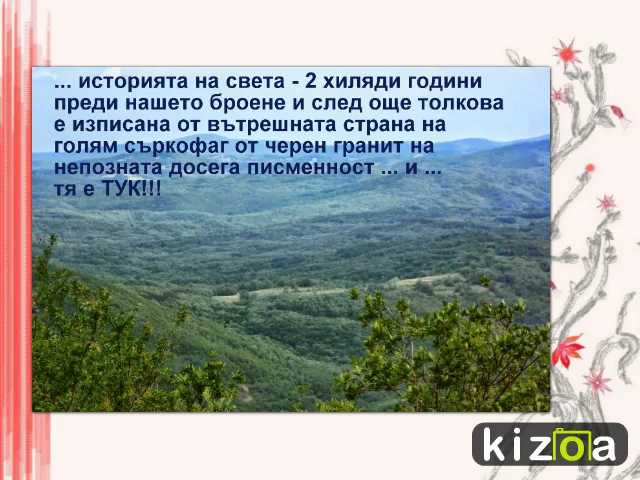 ... историята на света - 2 хиляди години
преди нашето броене и след още толкова
е изписана от вътрешната страна на
голям съркофаг от черен гранит на
непозната досега писменност ... и ...
тя е ТУК!!!
kizoa